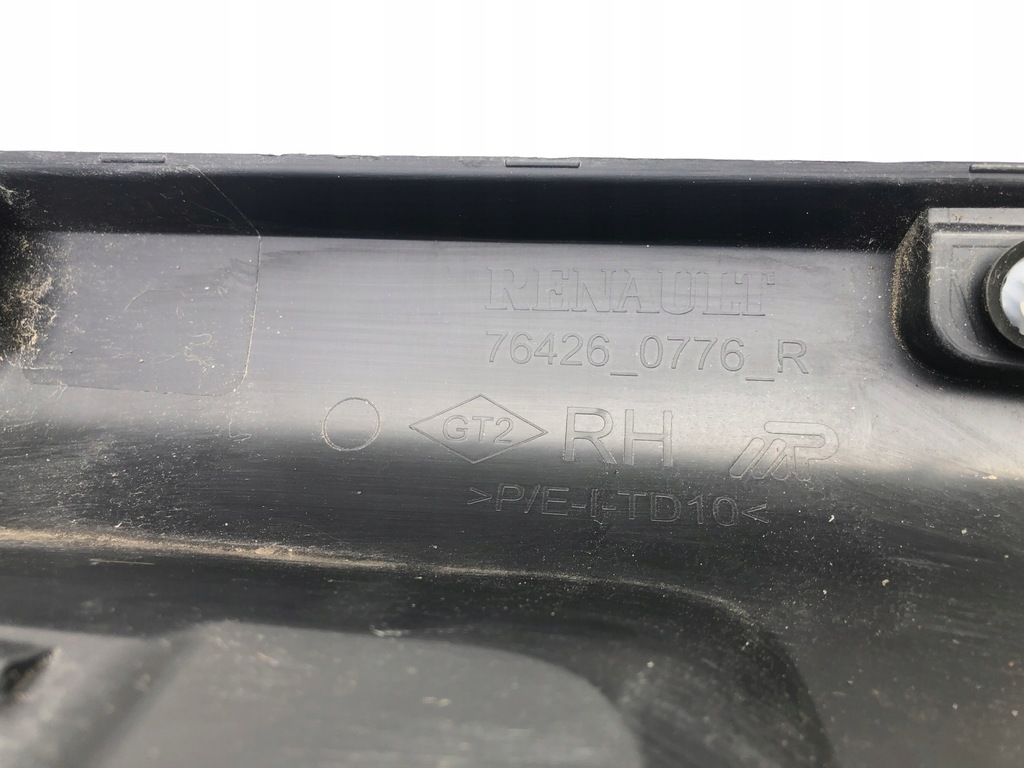 RENAULT
76426_0776_R
GT2 RH
>P/E-I-TD10<